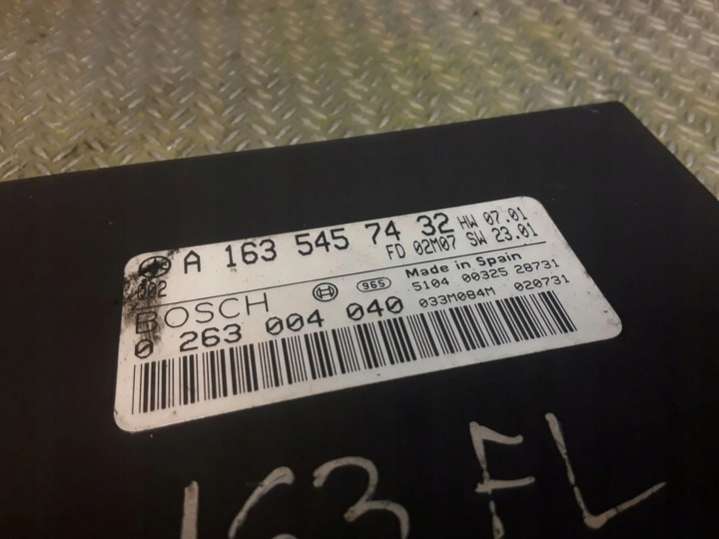 A 163 545 74 32 HW 07.01
FD 02M07 SW 23.01
002
BOSCH 965 Made in Spain
5104 00325 28731
0 263 004 040 033M084M 020731
163 FL